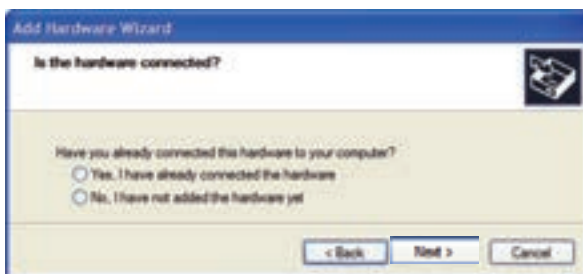 Add Hardware Wizard
Is the hardware connected?
Have you already connected this hardware to your computer?
Yes, I have already connected the hardware
No, I have not added the hardware yet
< Back Next > Cancel